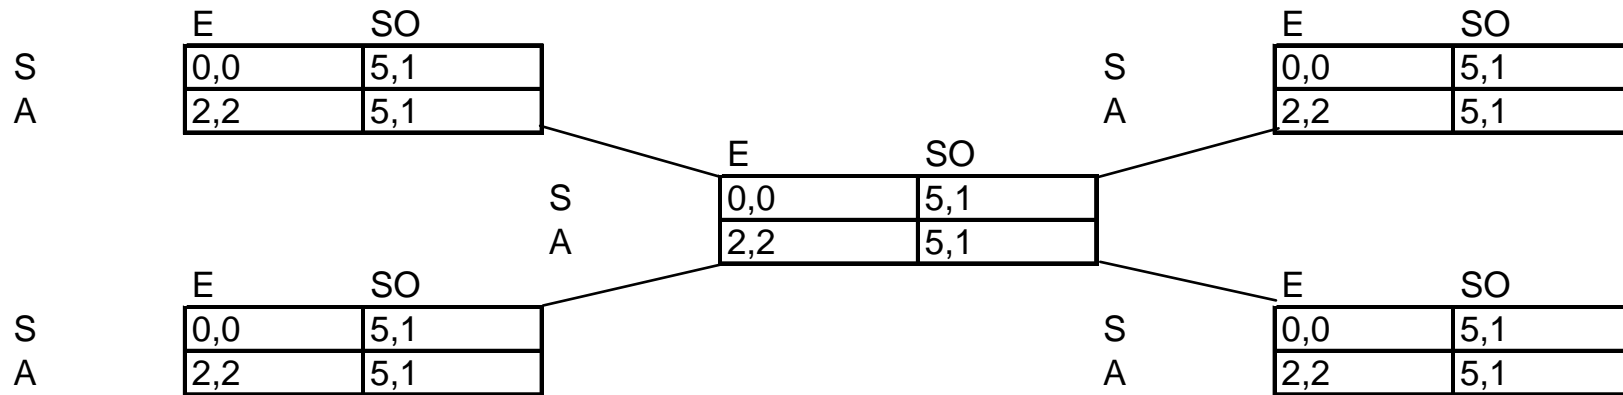 E SO E SO
S 0,0 5,1 S 0,0 5,1
A 2,2 5,1 A 2,2 5,1
E SO
S 0,0 5,1
A 2,2 5,1
E SO E SO
S 0,0 5,1 S 0,0 5,1
A 2,2 5,1 A 2,2 5,1